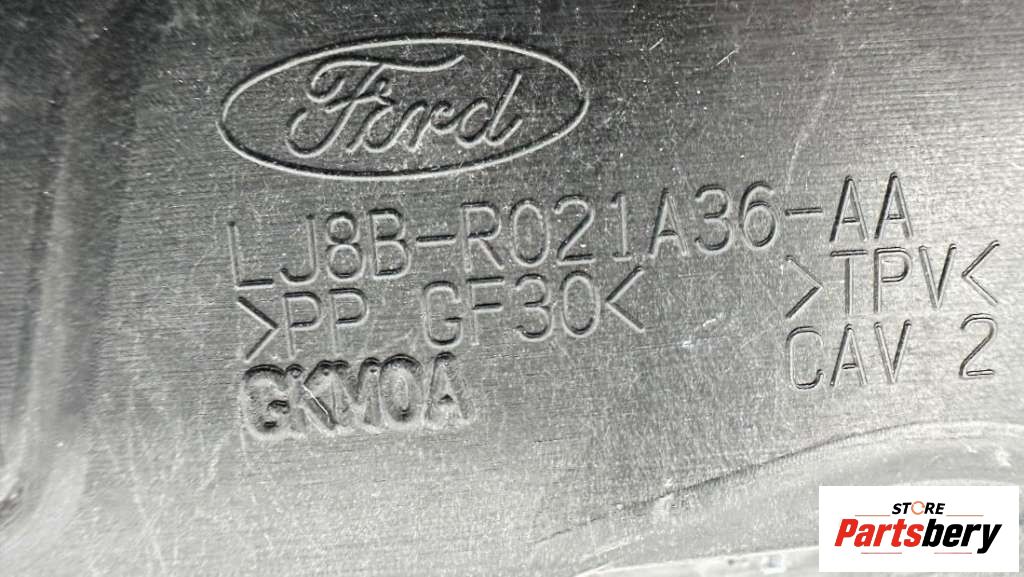 Ford
LJ8B-R021A36-AA
>PP GF30< >TPV<
GKM0A CAV 2
STORE
Partsbery